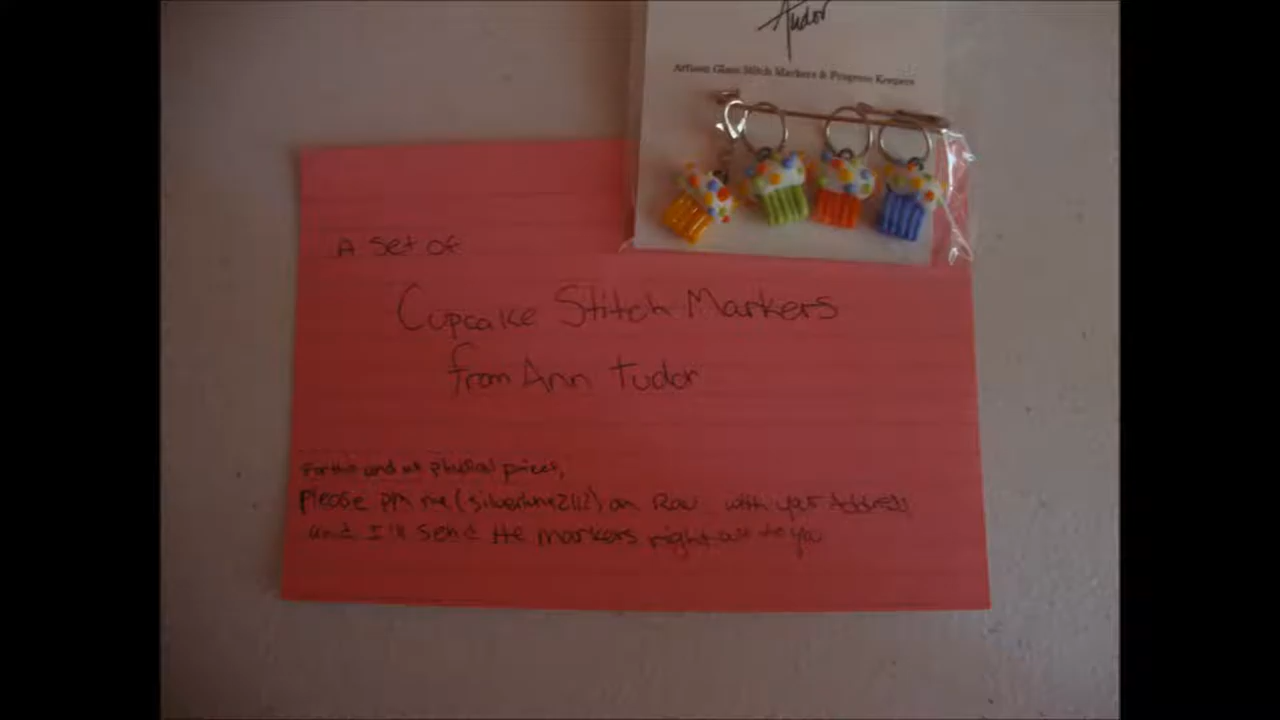 Tudor
Artisan Glass Stitch Markers & Progress Keepers
A Set of
Cupcake Stitch Markers
from Ann Tudor
For this and all physical prizes,
Please PM me (silverlune2112) on Rav with your Address
and I'll send the markers right out to you